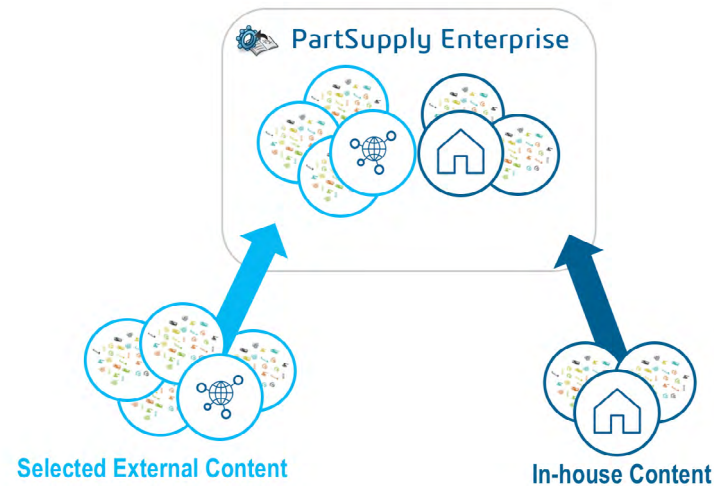 PartSupply Enterprise
Selected External Content
In-house Content